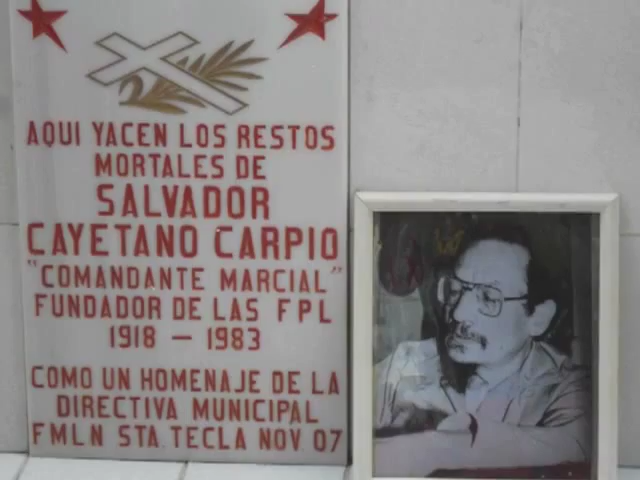 AQUI YACEN LOS RESTOS
MORTALES DE
SALVADOR
CAYETANO CARPIO
"COMANDANTE MARCIAL"
FUNDADOR DE LAS FPL
1918 — 1983
COMO UN HOMENAJE DE LA
DIRECTIVA MUNICIPAL
FMLN STA. TECLA NOV. 07